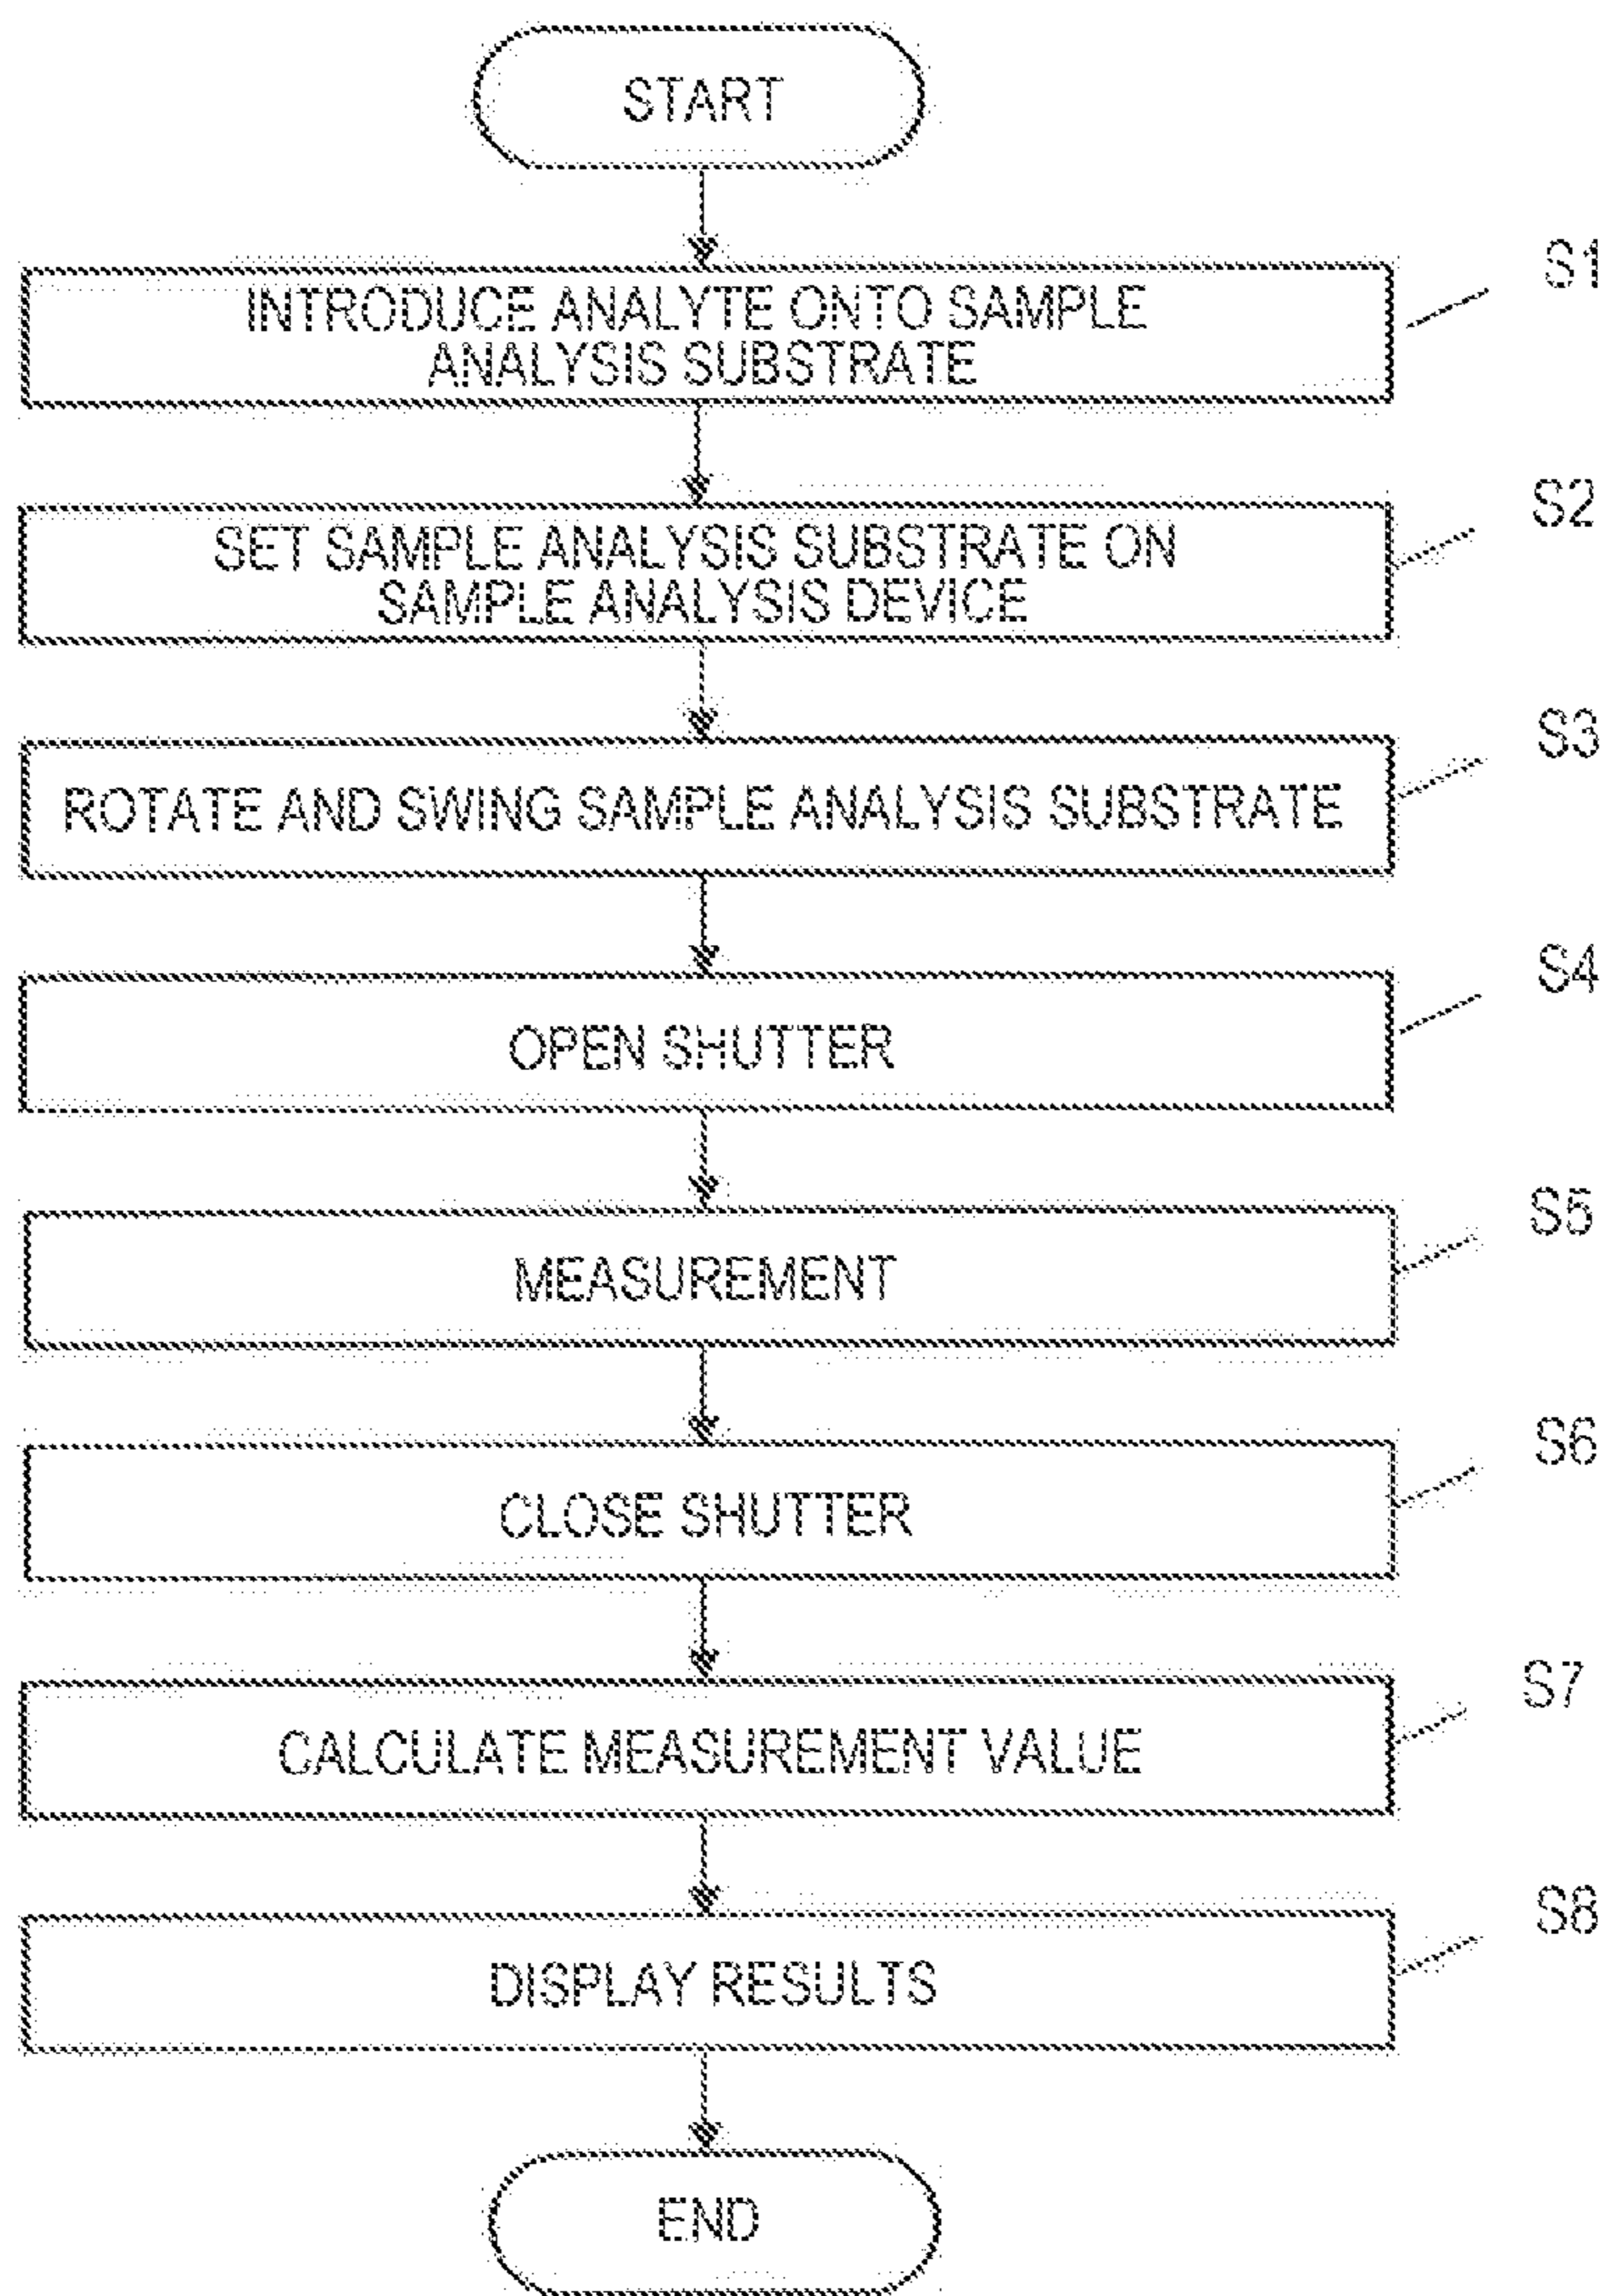 START
S1
INTRODUCE ANALYTE ONTO SAMPLE
ANALYSIS SUBSTRATE
S2
SET SAMPLE ANALYSIS SUBSTRATE ON
SAMPLE ANALYSIS DEVICE
S3
ROTATE AND SWING SAMPLE ANALYSIS SUBSTRATE
S4
OPEN SHUTTER
S5
MEASUREMENT
S6
CLOSE SHUTTER
S7
CALCULATE MEASUREMENT VALUE
S8
DISPLAY RESULTS
END